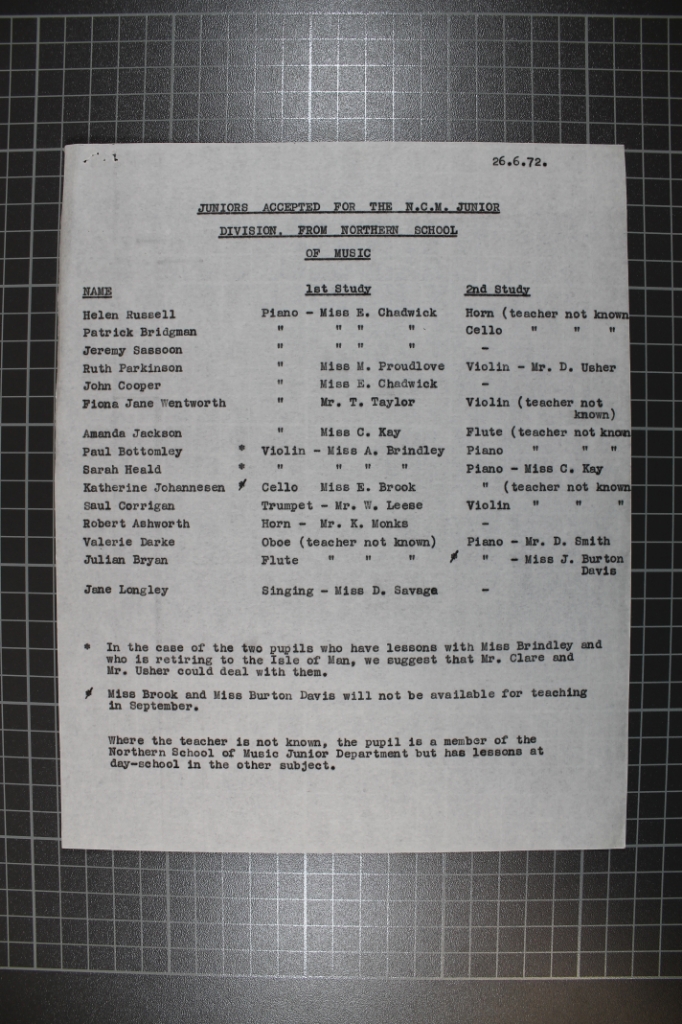 26.6.72.
JUNIORS ACCEPTED FOR THE N.C.M. JUNIOR
DIVISION. FROM NORTHERN SCHOOL
OF MUSIC
NAME 1st Study 2nd Study
Helen Russell Piano - Miss E. Chadwick Horn (teacher not known
Patrick Bridgman " " " " Cello " " "
Jeremy Sassoon " " " " -
Ruth Parkinson " Miss M. Proudlove Violin - Mr. D. Usher
John Cooper " Miss E. Chadwick -
Fiona Jane Wentworth " Mr. T. Taylor Violin (teacher not
known)
Amanda Jackson " Miss C. Kay Flute (teacher not known
Paul Bottomley * Violin - Miss A. Brindley Piano " " "
Sarah Heald * " " " " Piano - Miss C. Kay
Katherine Johannesen ≠ Cello Miss E. Brook " (teacher not known
Saul Corrigan Trumpet - Mr. W. Leese Violin " " "
Robert Ashworth Horn - Mr. K. Monks -
Valerie Darke Oboe (teacher not known) Piano - Mr. D. Smith
Julian Bryan Flute " " " ≠ " - Miss J. Burton
Davis
Jane Longley Singing - Miss D. Savage -
* In the case of the two pupils who have lessons with Miss Brindley and
who is retiring to the Isle of Man, we suggest that Mr. Clare and
Mr. Usher could deal with them.
≠ Miss Brook and Miss Burton Davis will not be available for teaching
in September.
Where the teacher is not known, the pupil is a member of the
Northern School of Music Junior Department but has lessons at
day-school in the other subject.